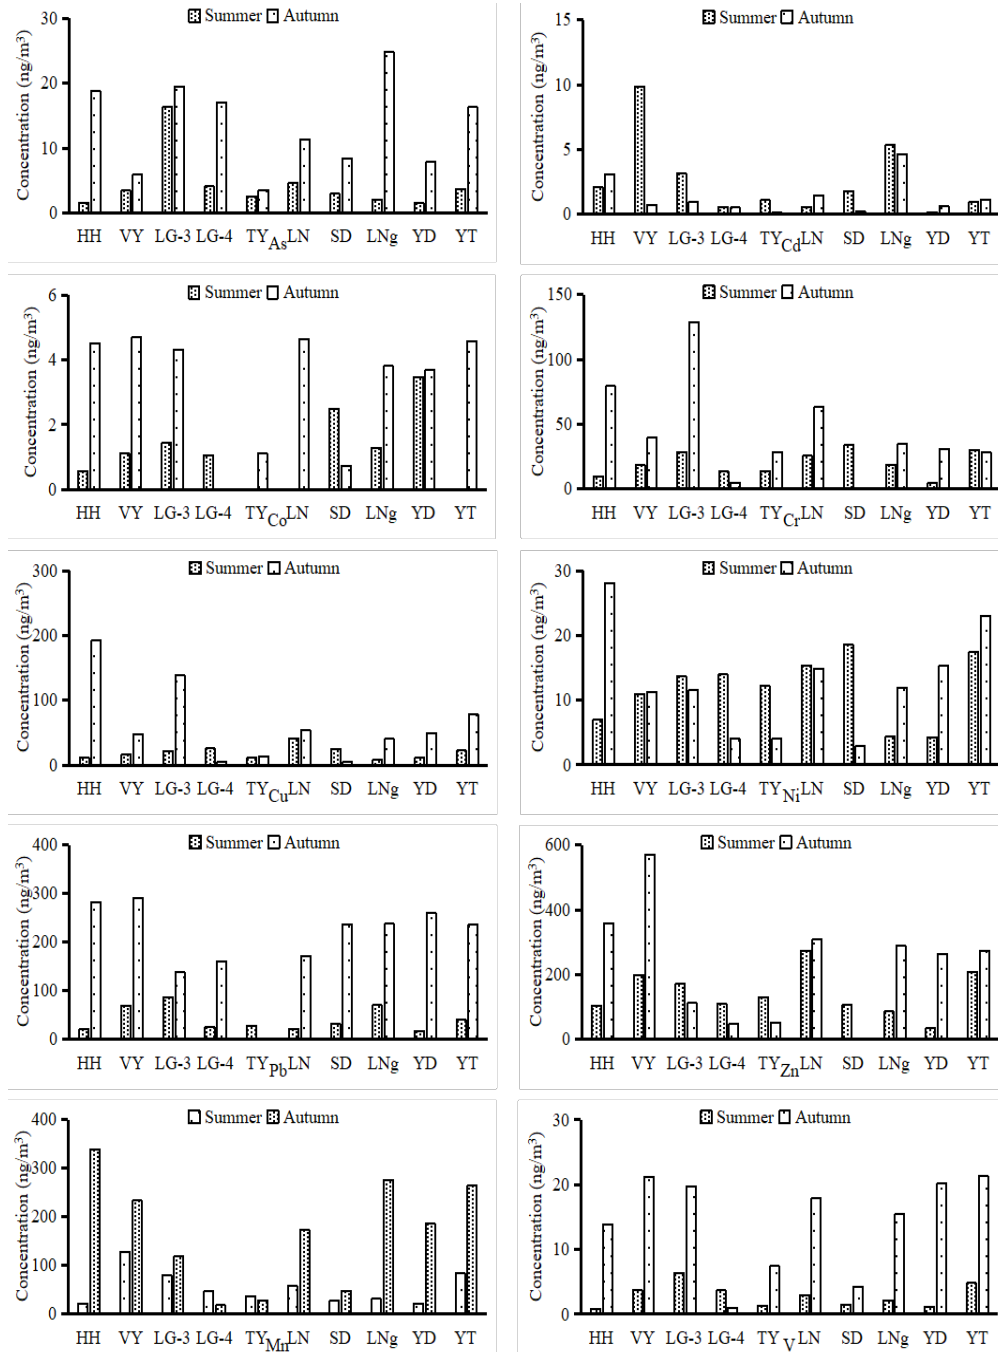 Summer Autumn
Concentration (ng/m³)
30
20
10
0
HH VY LG-3 LG-4 TY LN SD LNg YD YT
As
Summer Autumn
Concentration (ng/m³)
15
10
5
0
HH VY LG-3 LG-4 TY LN SD LNg YD YT
Cd
Summer Autumn
Concentration (ng/m³)
6
4
2
0
HH VY LG-3 LG-4 TY LN SD LNg YD YT
Co
Summer Autumn
Concentration (ng/m³)
150
100
50
0
HH VY LG-3 LG-4 TY LN SD LNg YD YT
Cr
Summer Autumn
Concentration (ng/m³)
300
200
100
0
HH VY LG-3 LG-4 TY LN SD LNg YD YT
Cu
Summer Autumn
Concentration (ng/m³)
30
20
10
0
HH VY LG-3 LG-4 TY LN SD LNg YD YT
Ni
Summer Autumn
Concentration (ng/m³)
400
300
200
100
0
HH VY LG-3 LG-4 TY LN SD LNg YD YT
Pb
Summer Autumn
Concentration (ng/m³)
600
400
200
0
HH VY LG-3 LG-4 TY LN SD LNg YD YT
Zn
Summer Autumn
Concentration (ng/m³)
400
300
200
100
0
HH VY LG-3 LG-4 TY LN SD LNg YD YT
Mn
Summer Autumn
Concentration (ng/m³)
30
20
10
0
HH VY LG-3 LG-4 TY LN SD LNg YD YT
V